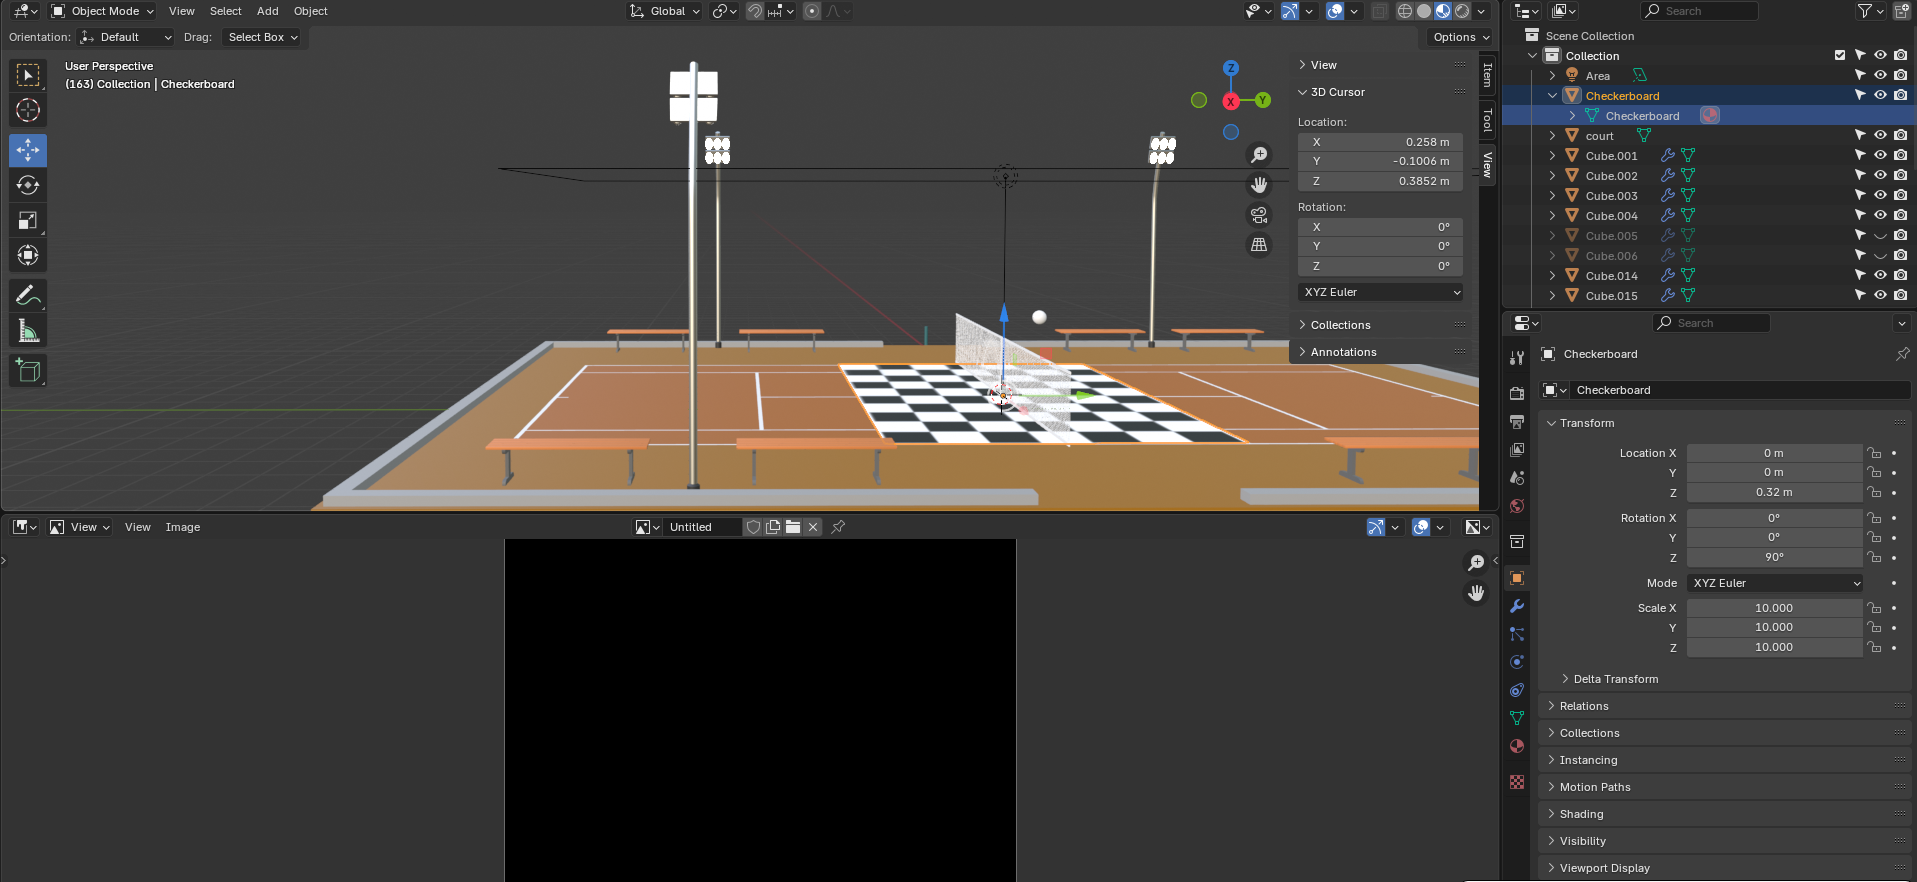 Object Mode View Select Add Object Global
Orientation: Default Drag: Select Box Options
User Perspective
(163) Collection | Checkerboard
Z
X
Y
View
3D Cursor
Location:
X 0.258 m
Y -0.1006 m
Z 0.3852 m
Rotation:
X 0°
Y 0°
Z 0°
XYZ Euler
Collections
Annotations
Item
Tool
View
View View Image Untitled
Search
Scene Collection
Collection
Area
Checkerboard
Checkerboard
court
Cube.001
Cube.002
Cube.003
Cube.004
Cube.005
Cube.006
Cube.014
Cube.015
Search
Checkerboard
Checkerboard
Transform
Location X 0 m
Y 0 m
Z 0.32 m
Rotation X 0°
Y 0°
Z 90°
Mode XYZ Euler
Scale X 10.000
Y 10.000
Z 10.000
Delta Transform
Relations
Collections
Instancing
Motion Paths
Shading
Visibility
Viewport Display